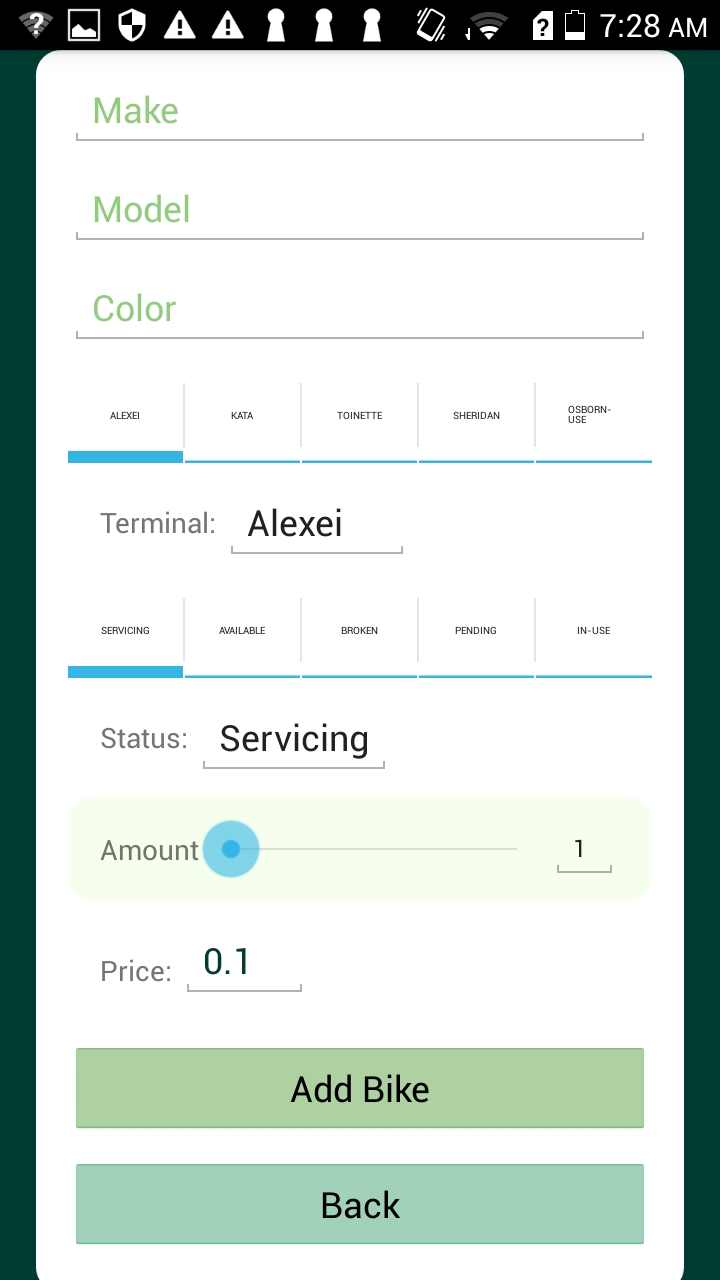 7:28 AM
Make
Model
Color
ALEXEI KATA TOINETTE SHERIDAN OSBORN-
USE
Terminal: Alexei
SERVICING AVAILABLE BROKEN PENDING IN-USE
Status: Servicing
Amount 1
Price: 0.1
Add Bike
Back